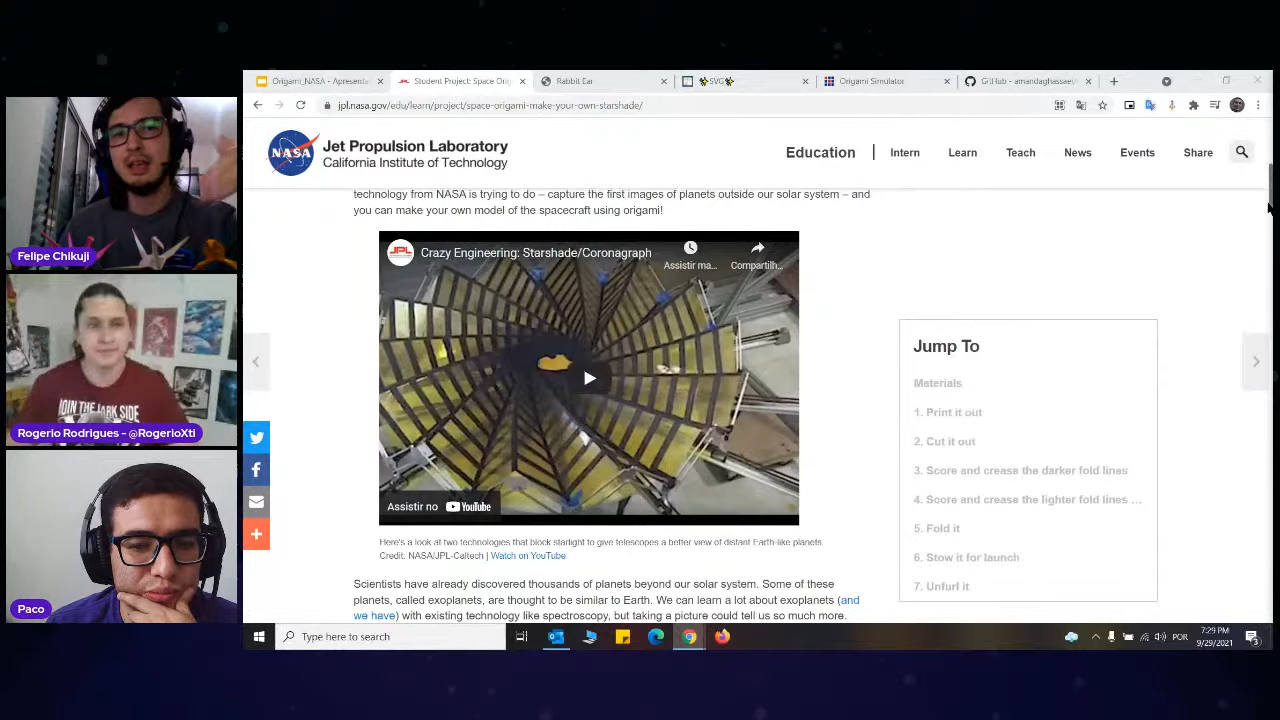 Origami_NASA - Apresenta
Student Project: Space Orig
Rabbit Ear
SVG
Origami Simulator
GitHub - amandaghassaei/
jpl.nasa.gov/edu/learn/project/space-origami-make-your-own-starshade/
NASA
Jet Propulsion Laboratory
California Institute of Technology
Education
Intern
Learn
Teach
News
Events
Share
technology from NASA is trying to do – capture the first images of planets outside our solar system – and
you can make your own model of the spacecraft using origami!
JPL
Crazy Engineering: Starshade/Coronagraph
Assistir ma...
Compartilh...
Assistir no YouTube
Here's a look at two technologies that block starlight to give telescopes a better view of distant Earth-like planets.
Credit: NASA/JPL-Caltech | Watch on YouTube
Scientists have already discovered thousands of planets beyond our solar system. Some of these
planets, called exoplanets, are thought to be similar to Earth. We can learn a lot about exoplanets (and
we have) with existing technology like spectroscopy, but taking a picture could tell us so much more.
Jump To
Materials
1. Print it out
2. Cut it out
3. Score and crease the darker fold lines
4. Score and crease the lighter fold lines ...
5. Fold it
6. Stow it for launch
7. Unfurl it
Felipe Chikuji
JOIN THE DARK SIDE
Rogerio Rodrigues - @RogerioXti
Paco
Type here to search
POR
7:29 PM
9/29/2021
3